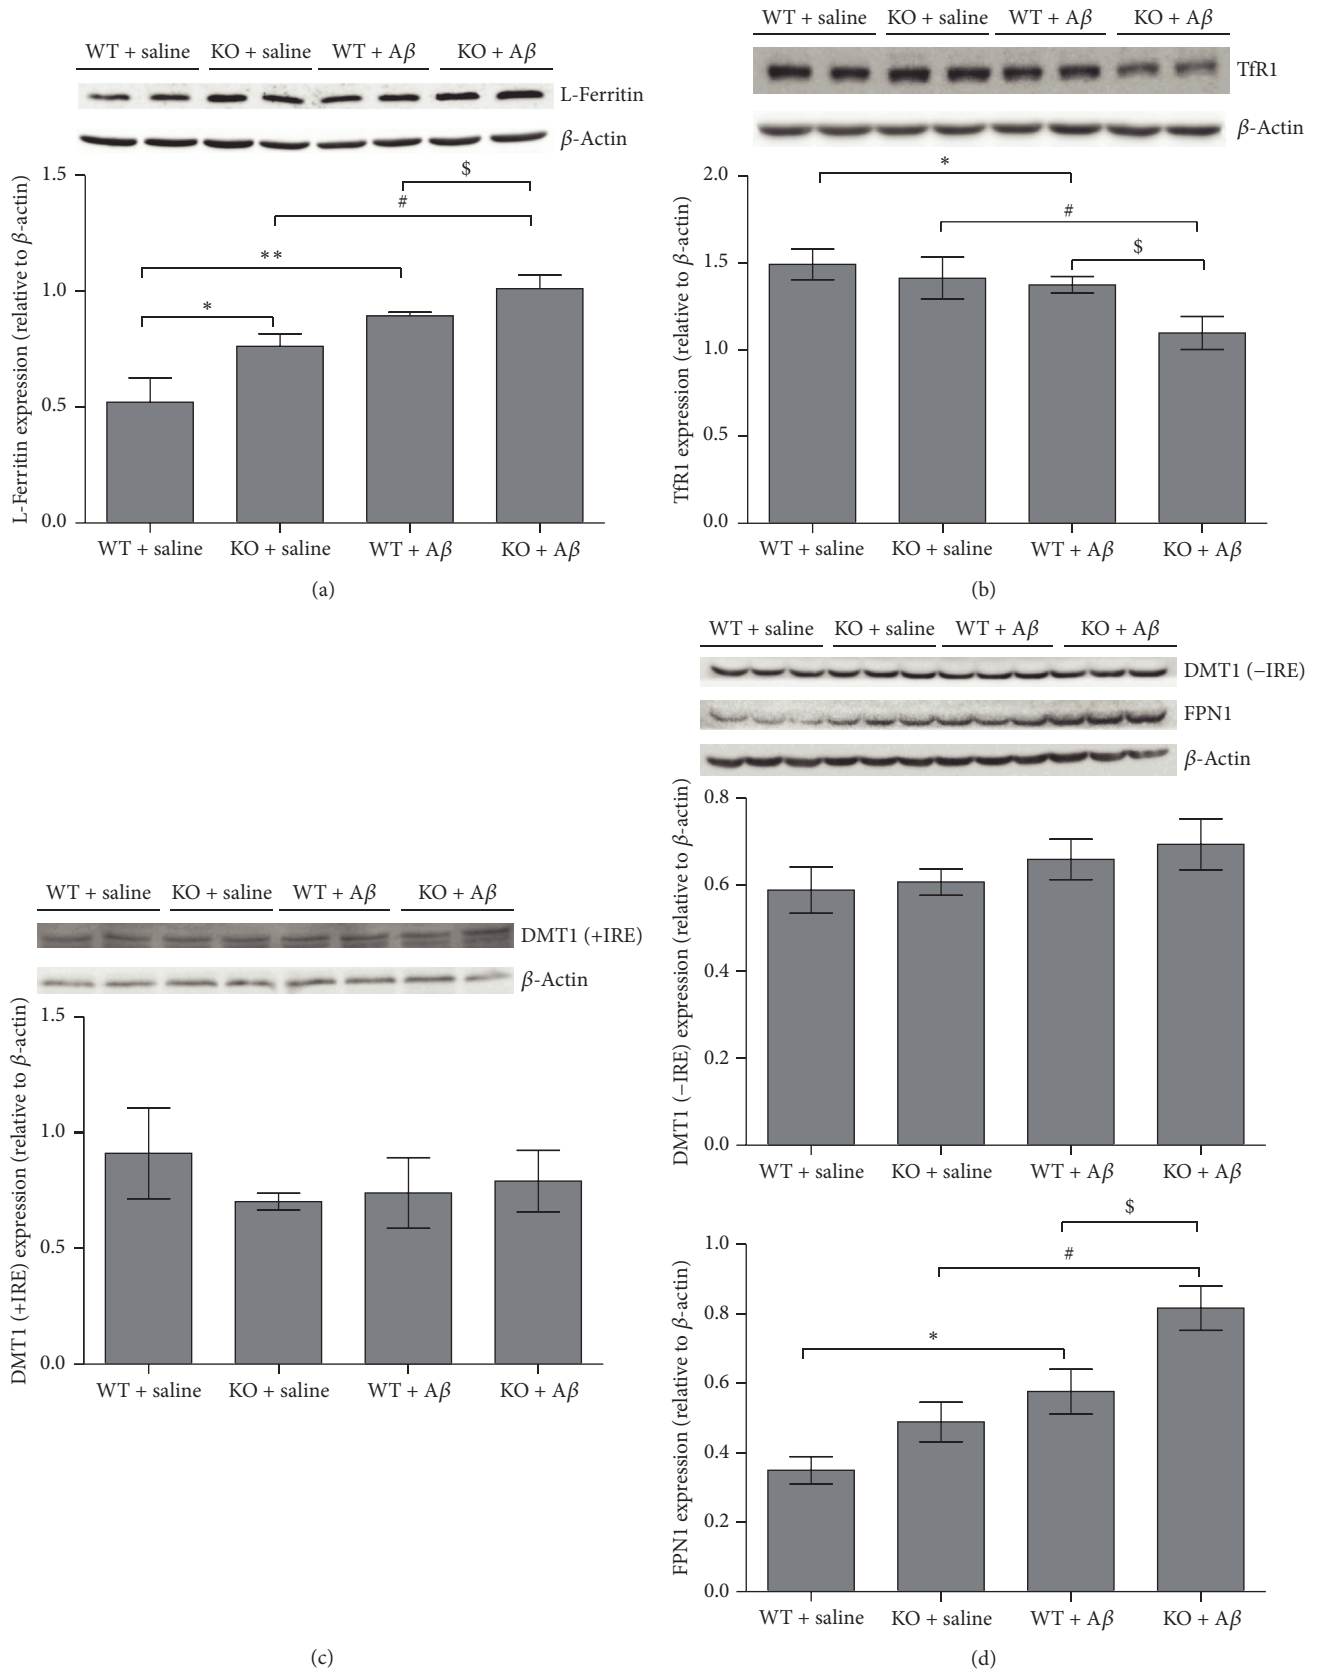 WT + saline KO + saline WT + Aβ KO + Aβ
L-Ferritin
β-Actin
L-Ferritin expression (relative to β-actin)
1.5
1.0
0.5
0.0
$
#
**
*
WT + saline KO + saline WT + Aβ KO + Aβ
(a)
WT + saline KO + saline WT + Aβ KO + Aβ
TfR1
β-Actin
TfR1 expression (relative to β-actin)
2.0
1.5
1.0
0.5
0.0
*
#
$
WT + saline KO + saline WT + Aβ KO + Aβ
(b)
WT + saline KO + saline WT + Aβ KO + Aβ
DMT1 (+IRE)
β-Actin
DMT1 (+IRE) expression (relative to β-actin)
1.5
1.0
0.5
0.0
WT + saline KO + saline WT + Aβ KO + Aβ
(c)
WT + saline KO + saline WT + Aβ KO + Aβ
DMT1 (−IRE)
FPN1
β-Actin
DMT1 (−IRE) expression (relative to β-actin)
0.8
0.6
0.4
0.2
0.0
WT + saline KO + saline WT + Aβ KO + Aβ
FPN1 expression (relative to β-actin)
1.0
0.8
0.6
0.4
0.2
0.0
$
#
*
WT + saline KO + saline WT + Aβ KO + Aβ
(d)